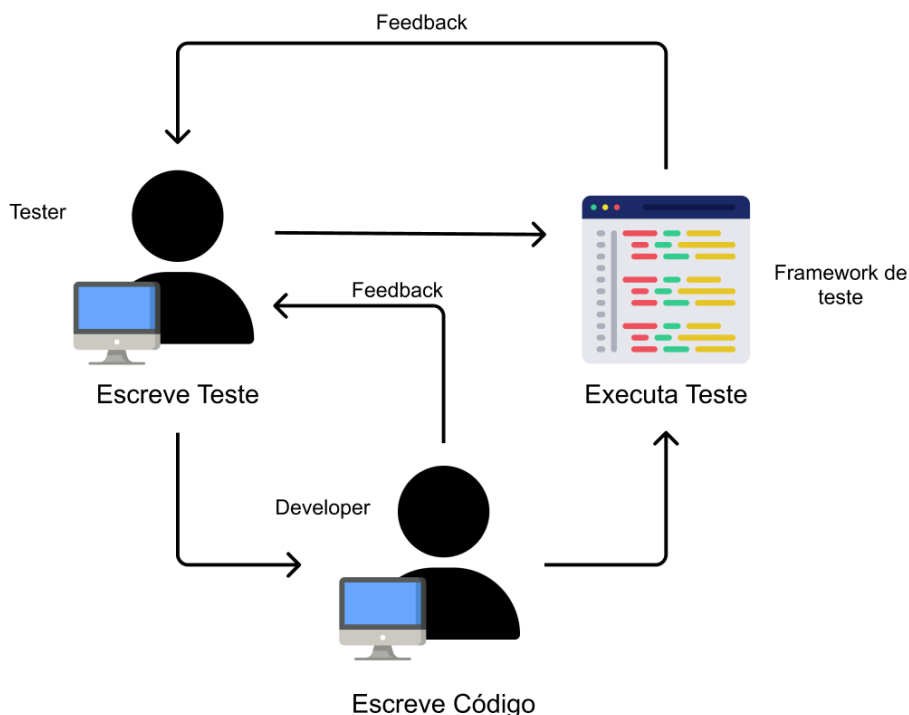 Feedback
Tester
Framework de
teste
Feedback
Escreve Teste
Executa Teste
Developer
Escreve Código